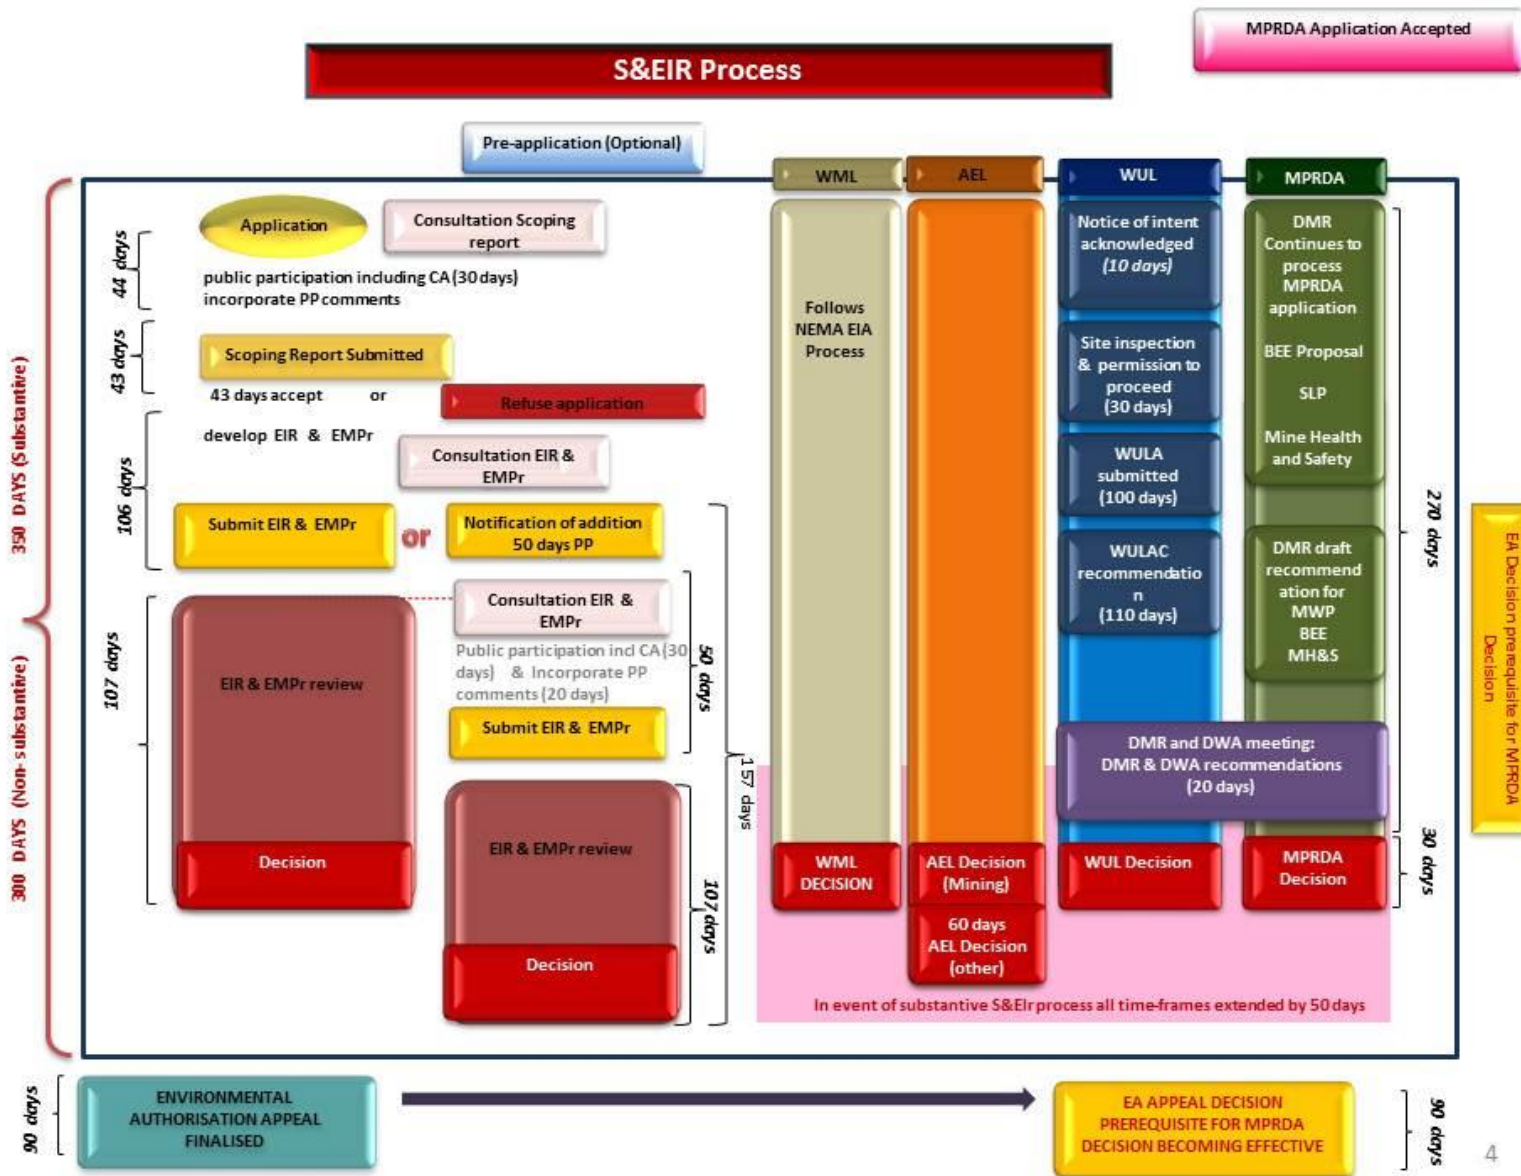 MPRDA Application Accepted
S&EIR Process
Pre-application (Optional)
WML
AEL
WUL
MPRDA
350 DAYS (Substantive)
300 DAYS (Non-substantive)
44 days
Application
Consultation Scoping
report
public participation including CA (30 days)
incorporate PP comments
43 days
Scoping Report Submitted
43 days accept or
Refuse application
106 days
develop EIR & EMPr
Consultation EIR &
EMPr
Submit EIR & EMPr
or
Notification of addition
50 days PP
107 days
EIR & EMPr review
Decision
Consultation EIR &
EMPr
Public participation incl CA (30
days) & Incorporate PP
comments (20 days)
Submit EIR & EMPr
50 days
EIR & EMPr review
Decision
107 days
157 days
Follows
NEMA EIA
Process
WML
DECISION
AEL Decision
(Mining)
60 days
AEL Decision
(other)
Notice of intent
acknowledged
(10 days)
Site inspection
& permission to
proceed
(30 days)
WULA
submitted
(100 days)
WULAC
recommendatio
n
(110 days)
DMR
Continues to
process
MPRDA
application
BEE Proposal
SLP
Mine Health
and Safety
DMR draft
recommend
ation for
MWP
BEE
MH&S
DMR and DWA meeting:
DMR & DWA recommendations
(20 days)
WUL Decision
MPRDA
Decision
270 days
30 days
EA Decision prerequisite for MPRDA
Decision
In event of substantive S&EIr process all time-frames extended by 50 days
90 days
ENVIRONMENTAL
AUTHORISATION APPEAL
FINALISED
EA APPEAL DECISION
PREREQUISITE FOR MPRDA
DECISION BECOMING EFFECTIVE
90 days
4